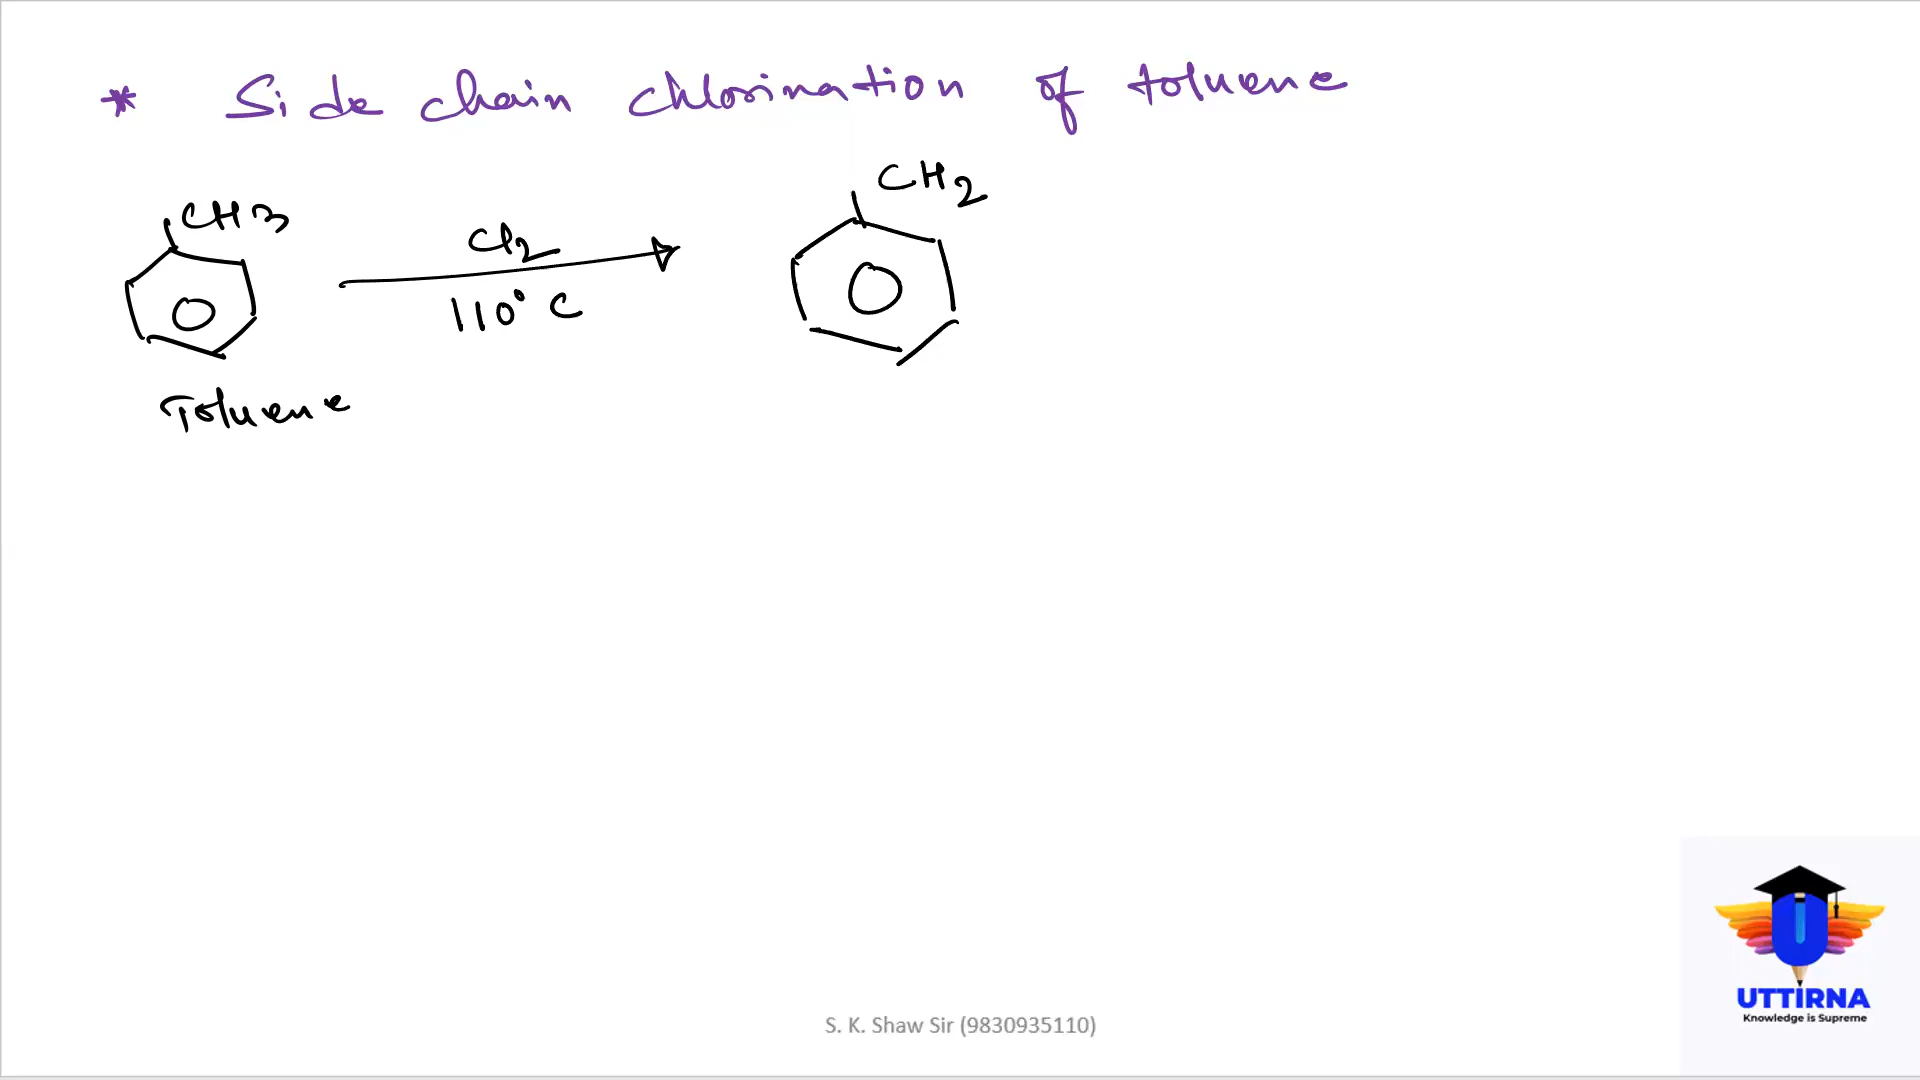 * Side chain chlorination of toluene
CH3
Cl2
110° C
CH2
Toluene
UTTIRNA
Knowledge is Supreme
S. K. Shaw Sir (9830935110)